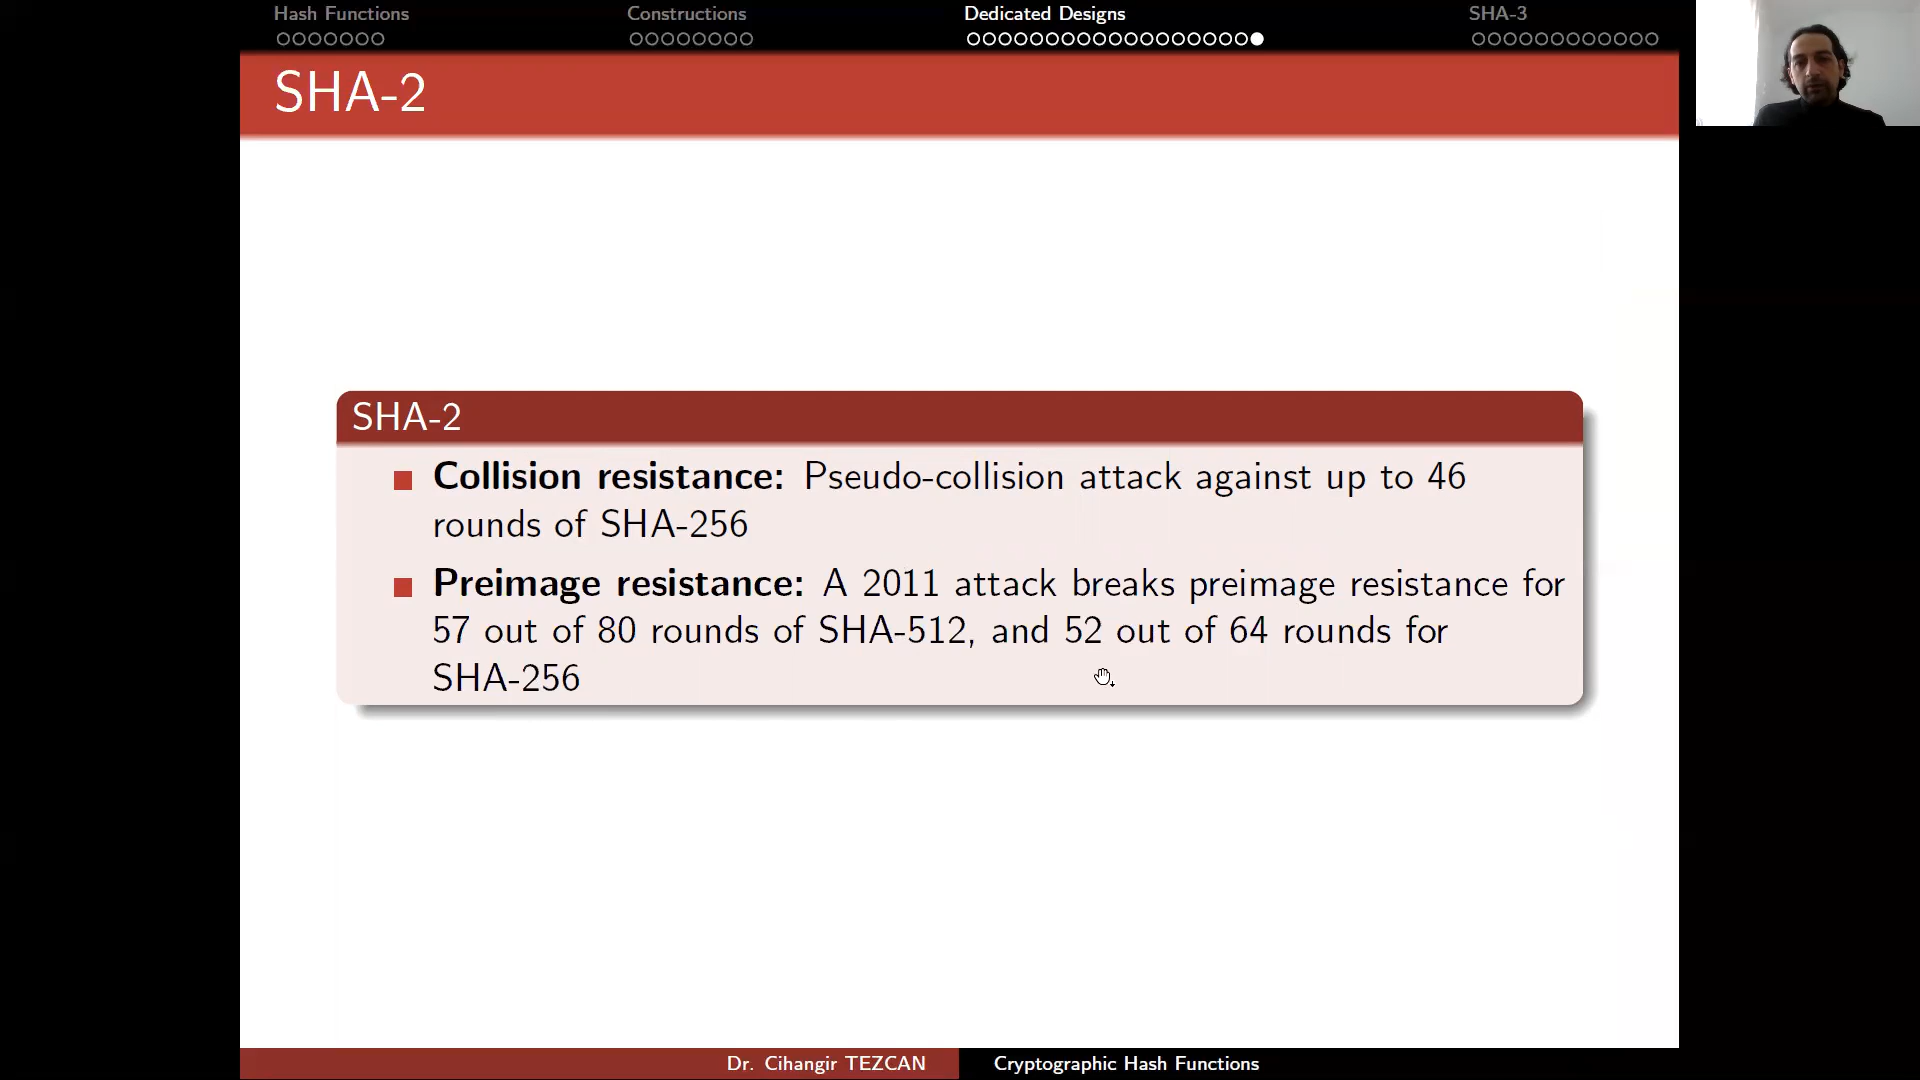 Hash Functions
Constructions
Dedicated Designs
SHA-3
SHA-2
SHA-2
Collision resistance: Pseudo-collision attack against up to 46
rounds of SHA-256
Preimage resistance: A 2011 attack breaks preimage resistance for
57 out of 80 rounds of SHA-512, and 52 out of 64 rounds for
SHA-256
Dr. Cihangir TEZCAN
Cryptographic Hash Functions